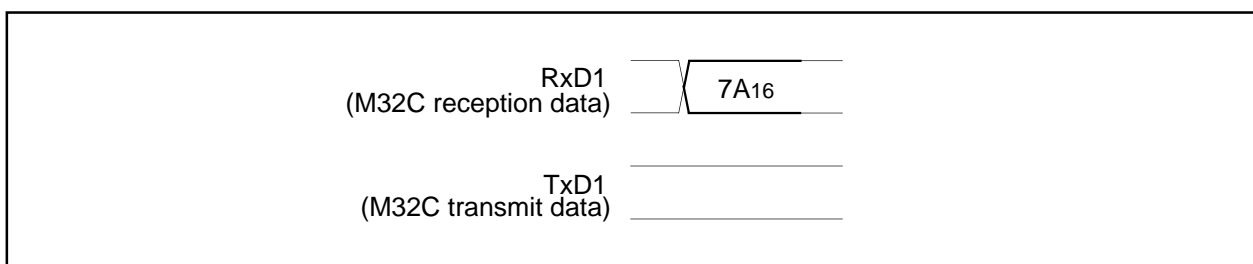 RxD1
(M32C reception data)
7A16
TxD1
(M32C transmit data)